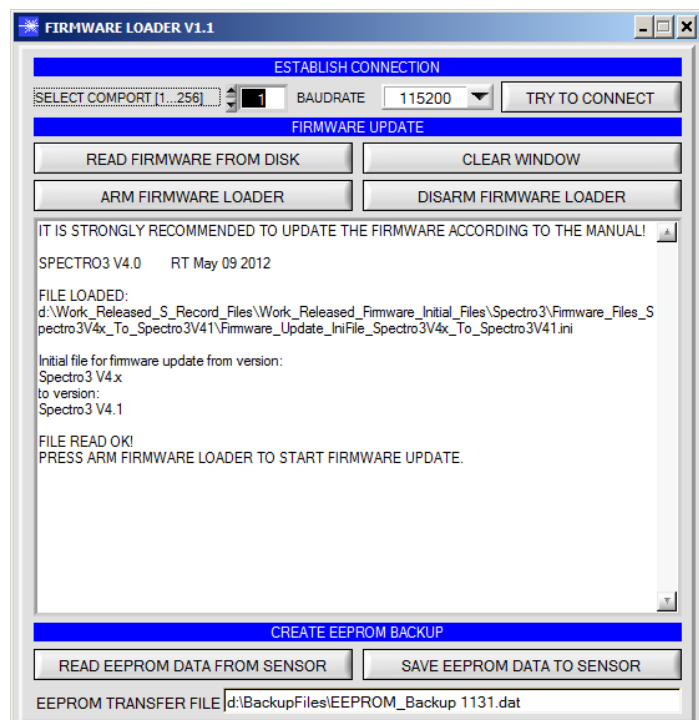 FIRMWARE LOADER V1.1
ESTABLISH CONNECTION
SELECT COMPORT [1...256] 1 BAUDRATE 115200 TRY TO CONNECT
FIRMWARE UPDATE
READ FIRMWARE FROM DISK CLEAR WINDOW
ARM FIRMWARE LOADER DISARM FIRMWARE LOADER
IT IS STRONGLY RECOMMENDED TO UPDATE THE FIRMWARE ACCORDING TO THE MANUAL!
SPECTRO3 V4.0 RT May 09 2012
FILE LOADED:
d:\Work_Released_S_Record_Files\Work_Released_Firmware_Initial_Files\Spectro3\Firmware_Files_S
pectro3V4x_To_Spectro3V41\Firmware_Update_IniFile_Spectro3V4x_To_Spectro3V41.ini
Initial file for firmware update from version:
Spectro3 V4.x
to version:
Spectro3 V4.1
FILE READ OK!
PRESS ARM FIRMWARE LOADER TO START FIRMWARE UPDATE.
CREATE EEPROM BACKUP
READ EEPROM DATA FROM SENSOR SAVE EEPROM DATA TO SENSOR
EEPROM TRANSFER FILE d:\BackupFiles\EEPROM_Backup 1131.dat